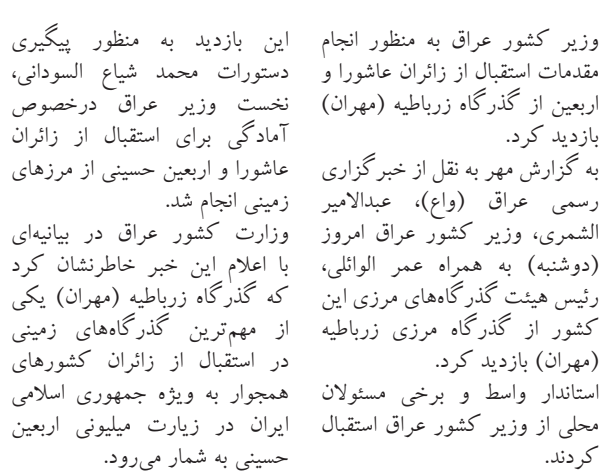 وزیر کشور عراق به منظور انجام
مقدمات استقبال از زائران عاشورا و
اربعین از گذرگاه زرباطیه (مهران)
بازدید کرد.
به گزارش مهر به نقل از خبرگزاری
رسمی عراق (واع)، عبدالامیر
الشمری، وزیر کشور عراق امروز
(دوشنبه) به همراه عمر الوائلی،
رئیس هیئت گذرگاه‌های مرزی این
کشور از گذرگاه مرزی زرباطیه
(مهران) بازدید کرد.
استاندار واسط و برخی مسئولان
محلی از وزیر کشور عراق استقبال
کردند.
این بازدید به منظور پیگیری
دستورات محمد شیاع السودانی،
نخست وزیر عراق درخصوص
آمادگی برای استقبال از زائران
عاشورا و اربعین حسینی از مرزهای
زمینی انجام شد.
وزارت کشور عراق در بیانیه‌ای
با اعلام این خبر خاطرنشان کرد
که گذرگاه زرباطیه (مهران) یکی
از مهم‌ترین گذرگاه‌های زمینی
در استقبال از زائران کشورهای
همجوار به ویژه جمهوری اسلامی
ایران در زیارت میلیونی اربعین
حسینی به شمار می‌رود.